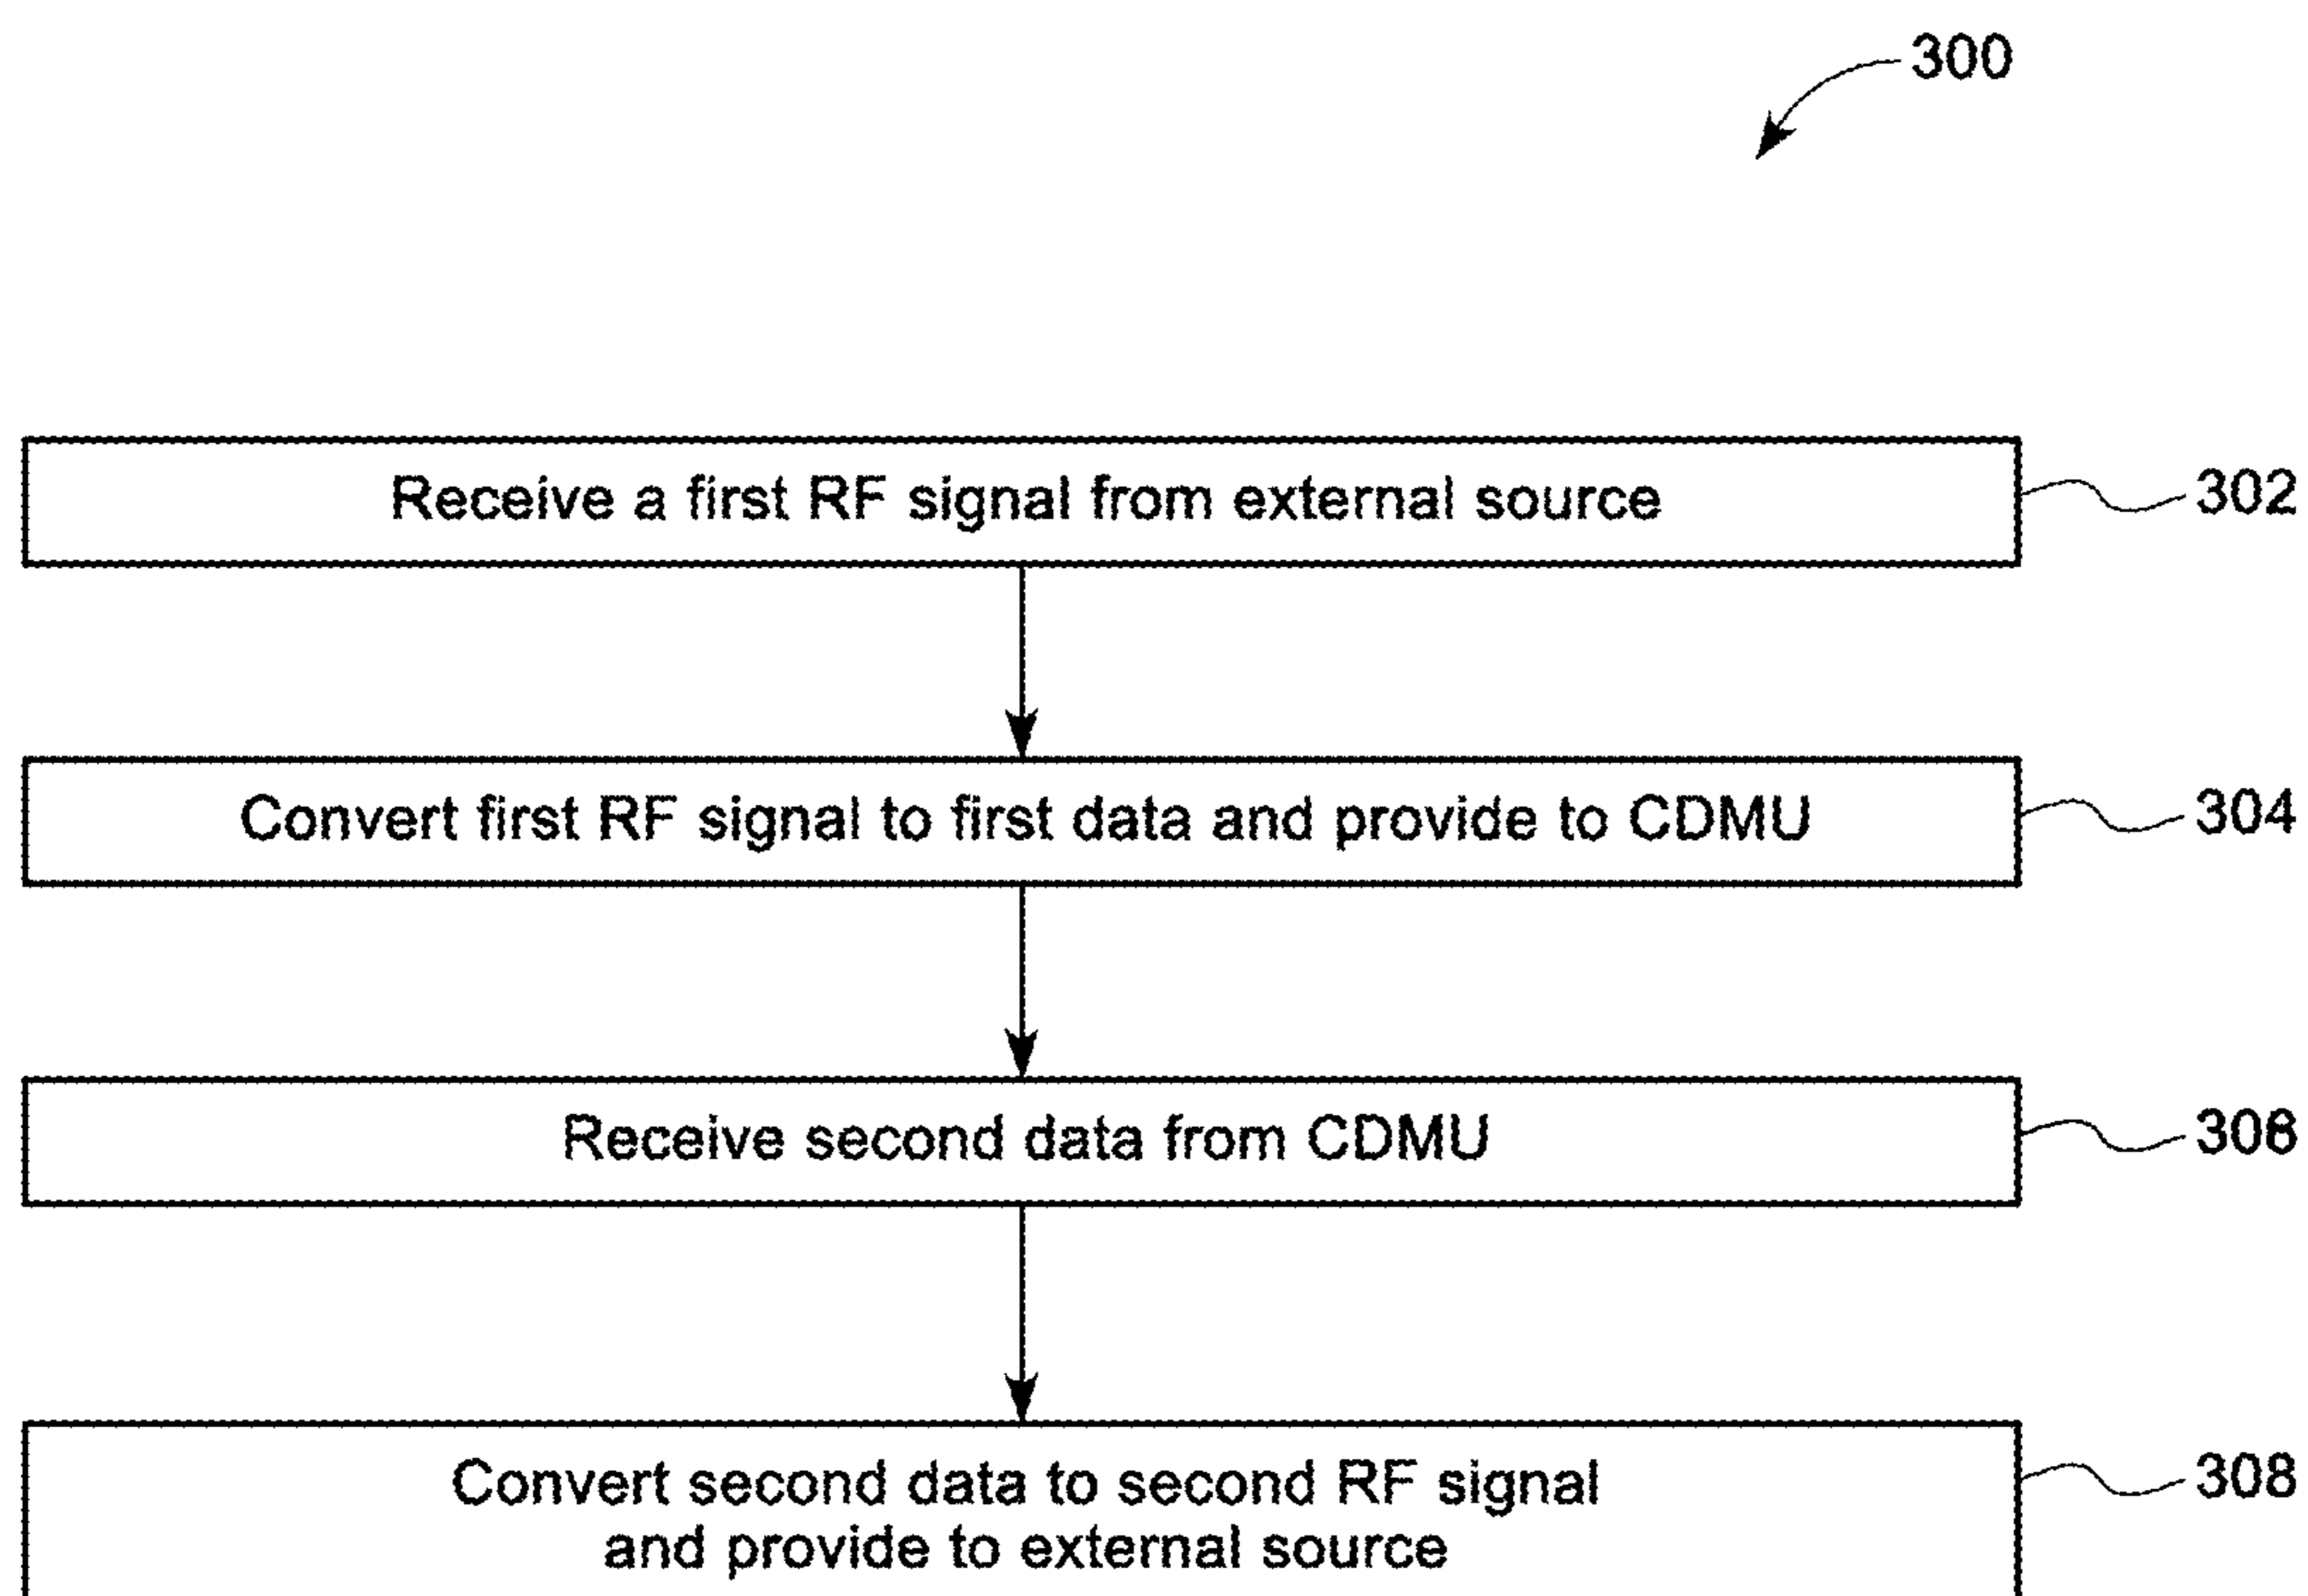 300
Receive a first RF signal from external source
302
Convert first RF signal to first data and provide to CDMU
304
Receive second data from CDMU
306
Convert second data to second RF signal
and provide to external source
308